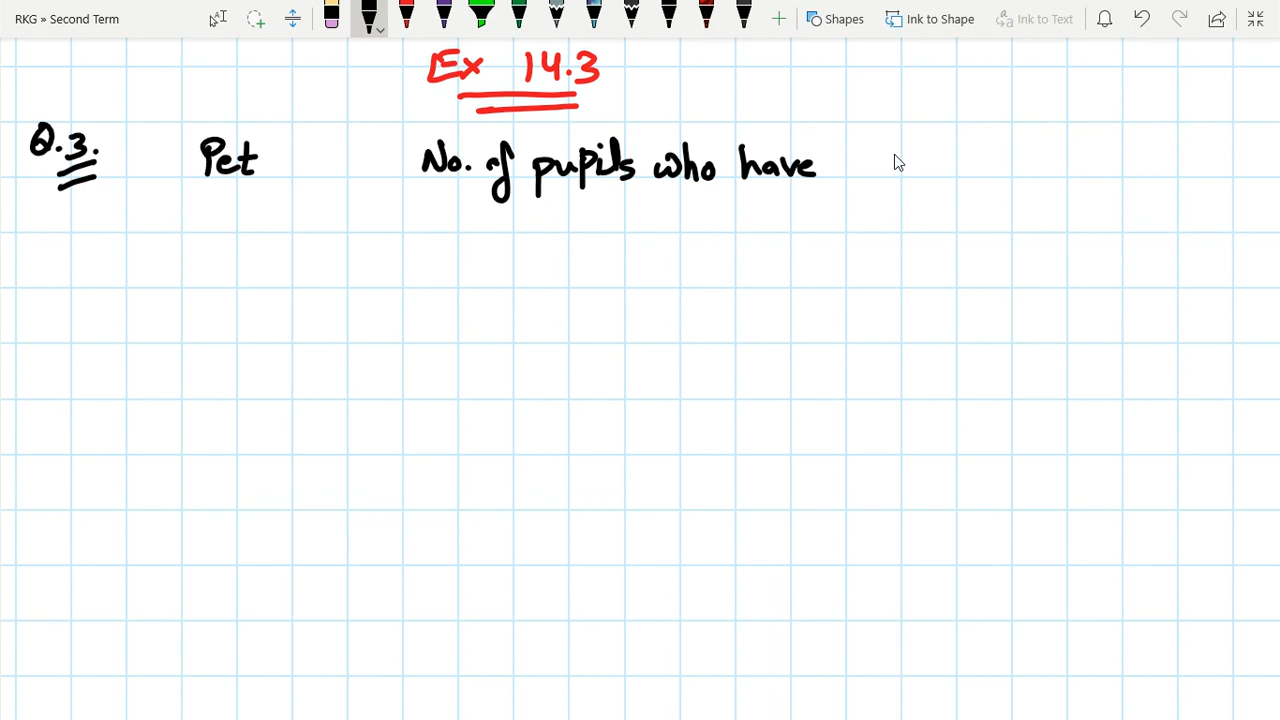 RKG » Second Term
Shapes
Ink to Shape
Ink to Text
Ex 14.3
Q.3. Pet No. of pupils who have